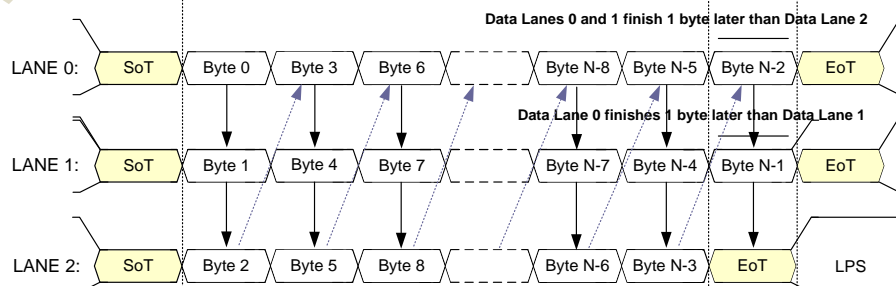 Data Lanes 0 and 1 finish 1 byte later than Data Lane 2
LANE 0: SoT Byte 0 Byte 3 Byte 6 Byte N-8 Byte N-5 Byte N-2 EoT
Data Lane 0 finishes 1 byte later than Data Lane 1
LANE 1: SoT Byte 1 Byte 4 Byte 7 Byte N-7 Byte N-4 Byte N-1 EoT
LANE 2: SoT Byte 2 Byte 5 Byte 8 Byte N-6 Byte N-3 EoT LPS